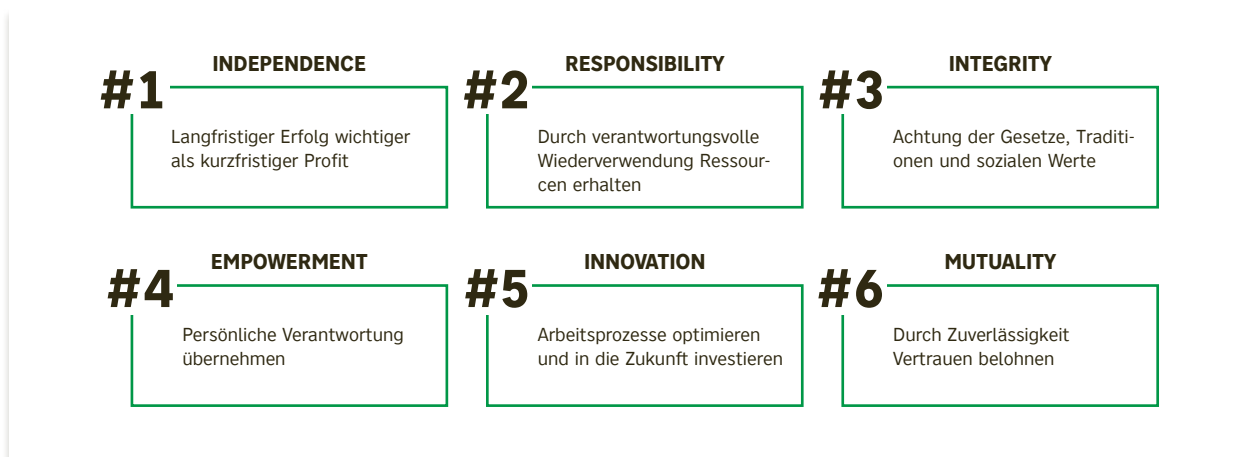 INDEPENDENCE
#1
Langfristiger Erfolg wichtiger
als kurzfristiger Profit
RESPONSIBILITY
#2
Durch verantwortungsvolle
Wiederverwendung Ressour-
cen erhalten
INTEGRITY
#3
Achtung der Gesetze, Traditi-
onen und sozialen Werte
EMPOWERMENT
#4
Persönliche Verantwortung
übernehmen
INNOVATION
#5
Arbeitsprozesse optimieren
und in die Zukunft investieren
MUTUALITY
#6
Durch Zuverlässigkeit
Vertrauen belohnen